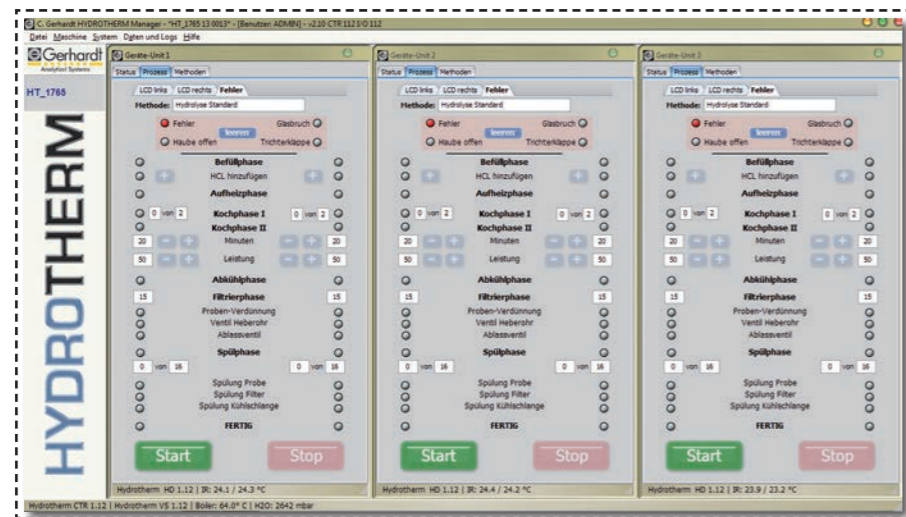 C. Gerhardt HYDROTHERM Manager - "HT_1765 13 0013" - [Benutzer: ADMIN] - v2.10 CTR 112 I/O 112
Datei Maschine System Daten und Logs Hilfe
Gerhardt
Analytical Systems
HT_1765
HYDROTHERM
Geräte-Unit 1
Status Prozess Methoden
LCD links LCD rechts Fehler
Methode: Hydrolyse Standard
Fehler leeren Glasbruch
Haube offen Trichterklappe
Befüllphase
+ HCL hinzufügen +
Aufheizphase
0 von 2 Kochphase I 0 von 2
Kochphase II
20 - + Minuten - + 20
50 - + Leistung - + 50
Abkühlphase
15 Filtrierphase 15
Proben-Verdünnung
Ventil Heberohr
Ablassventil
Spülphase
0 von 16 0 von 16
Spülung Probe
Spülung Filter
Spülung Kühlschlange
FERTIG
Start Stop
Hydrotherm HD 1.12 | IR: 24.1 / 24.3 °C
Geräte-Unit 2
Status Prozess Methoden
LCD links LCD rechts Fehler
Methode: Hydrolyse Standard
Fehler leeren Glasbruch
Haube offen Trichterklappe
Befüllphase
+ HCL hinzufügen +
Aufheizphase
0 von 2 Kochphase I 0 von 2
Kochphase II
20 - + Minuten - + 20
50 - + Leistung - + 50
Abkühlphase
15 Filtrierphase 15
Proben-Verdünnung
Ventil Heberohr
Ablassventil
Spülphase
0 von 16 0 von 16
Spülung Probe
Spülung Filter
Spülung Kühlschlange
FERTIG
Start Stop
Hydrotherm HD 1.12 | IR: 24.4 / 24.2 °C
Geräte-Unit 3
Status Prozess Methoden
LCD links LCD rechts Fehler
Methode: Hydrolyse Standard
Fehler leeren Glasbruch
Haube offen Trichterklappe
Befüllphase
+ HCL hinzufügen +
Aufheizphase
0 von 2 Kochphase I 0 von 2
Kochphase II
20 - + Minuten - + 20
50 - + Leistung - + 50
Abkühlphase
15 Filtrierphase 15
Proben-Verdünnung
Ventil Heberohr
Ablassventil
Spülphase
0 von 16 0 von 16
Spülung Probe
Spülung Filter
Spülung Kühlschlange
FERTIG
Start Stop
Hydrotherm HD 1.12 | IR: 23.9 / 23.2 °C
Hydrotherm CTR 1.12 | Hydrotherm VS 1.12 | Boiler: 64.0° C | H2O: 2642 mbar